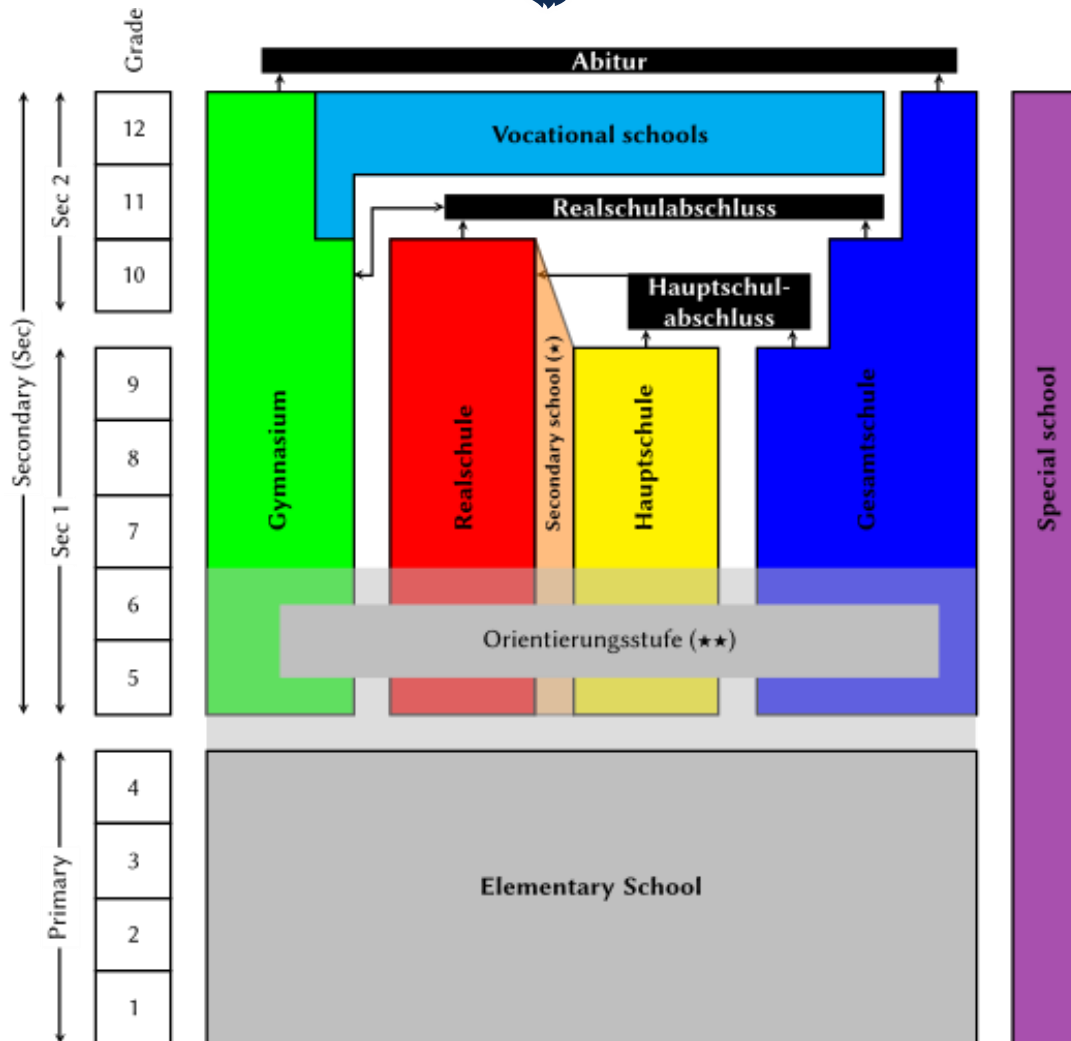 Grade
Abitur
12
Vocational schools
11
Realschulabschluss
10
Hauptschul-
abschluss
9
8
7
6
5
4
3
2
1
Secondary (Sec)
Sec 2
Sec 1
Primary
Gymnasium
Realschule
Secondary school (★)
Hauptschule
Gesamtschule
Special school
Orientierungsstufe (★★)
Elementary School